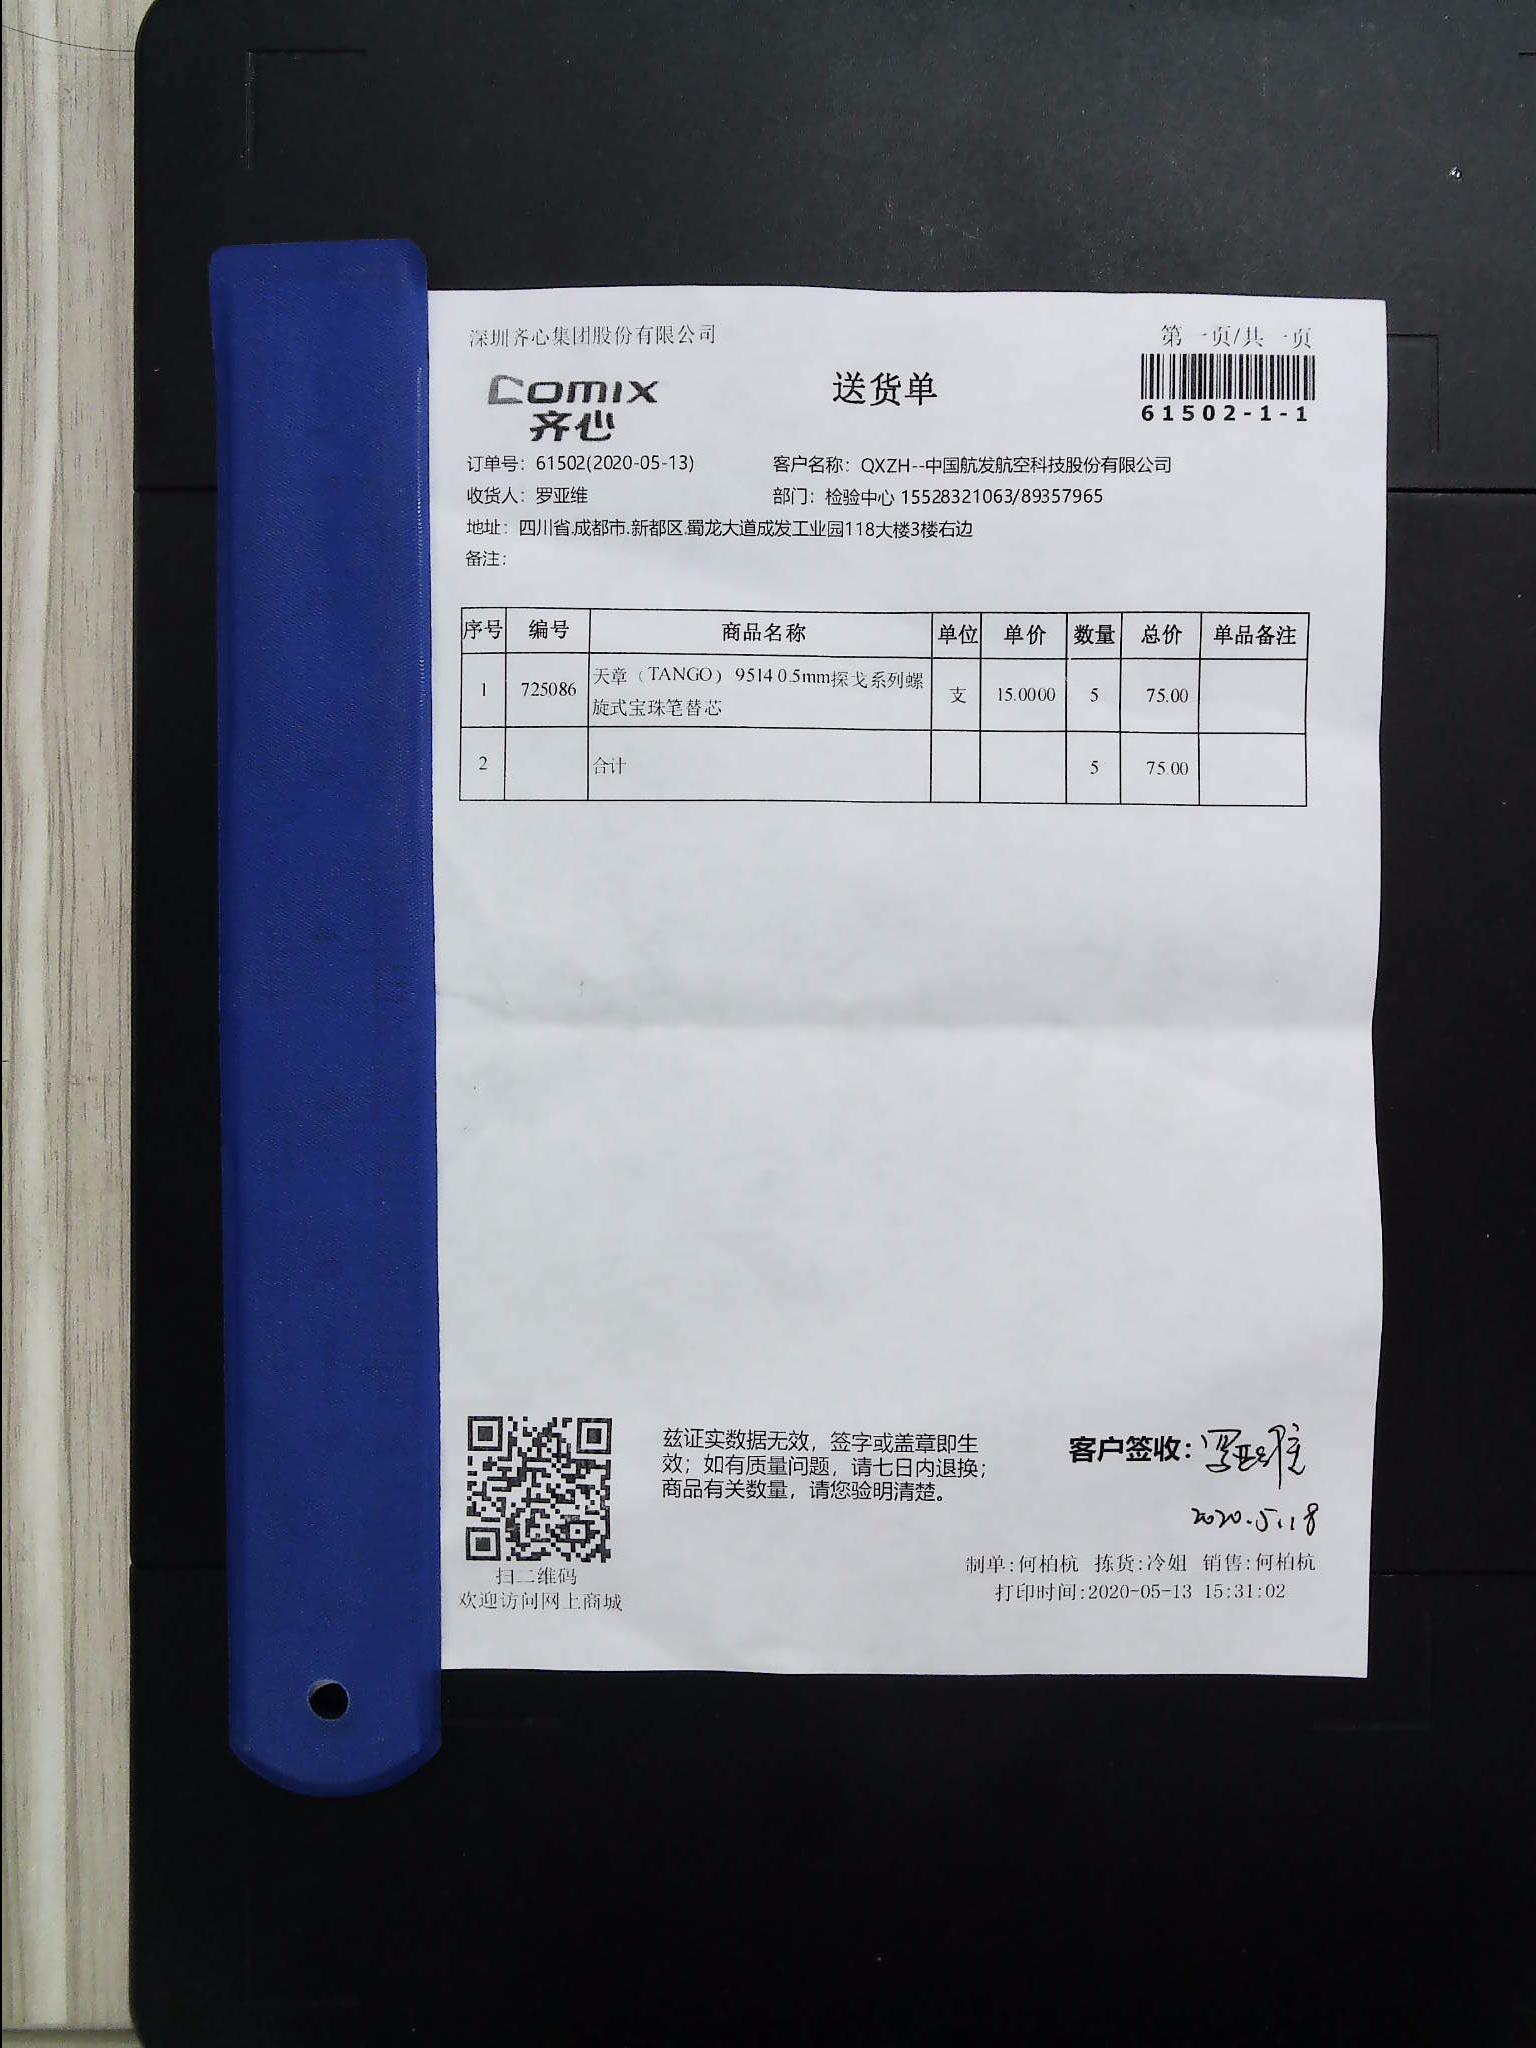 深圳齐心集团股份有限公司
第一页/共一页
comix
齐心
送货单
61502-1-1
订单号：61502(2020-05-13)
客户名称：QXZH--中国航发航空科技股份有限公司
收货人：罗亚维
部门：检验中心 15528321063/89357965
地址：四川省.成都市.新都区.蜀龙大道成发工业园118大楼3楼右边
备注：
序号 编号 商品名称 单位 单价 数量 总价 单品备注
1 725086 天章（TANGO）9514 0.5mm探戈系列螺旋式宝珠笔替芯 支 15.0000 5 75.00
2 合计 5 75.00
兹证实数据无效，签字或盖章即生
效；如有质量问题，请七日内退换；
商品有关数量，请您验明清楚。
客户签收：罗亚维
2020.5.18
扫二维码
欢迎访问网上商城
制单:何柏杭 拣货:冷姐 销售:何柏杭
打印时间:2020-05-13 15:31:02